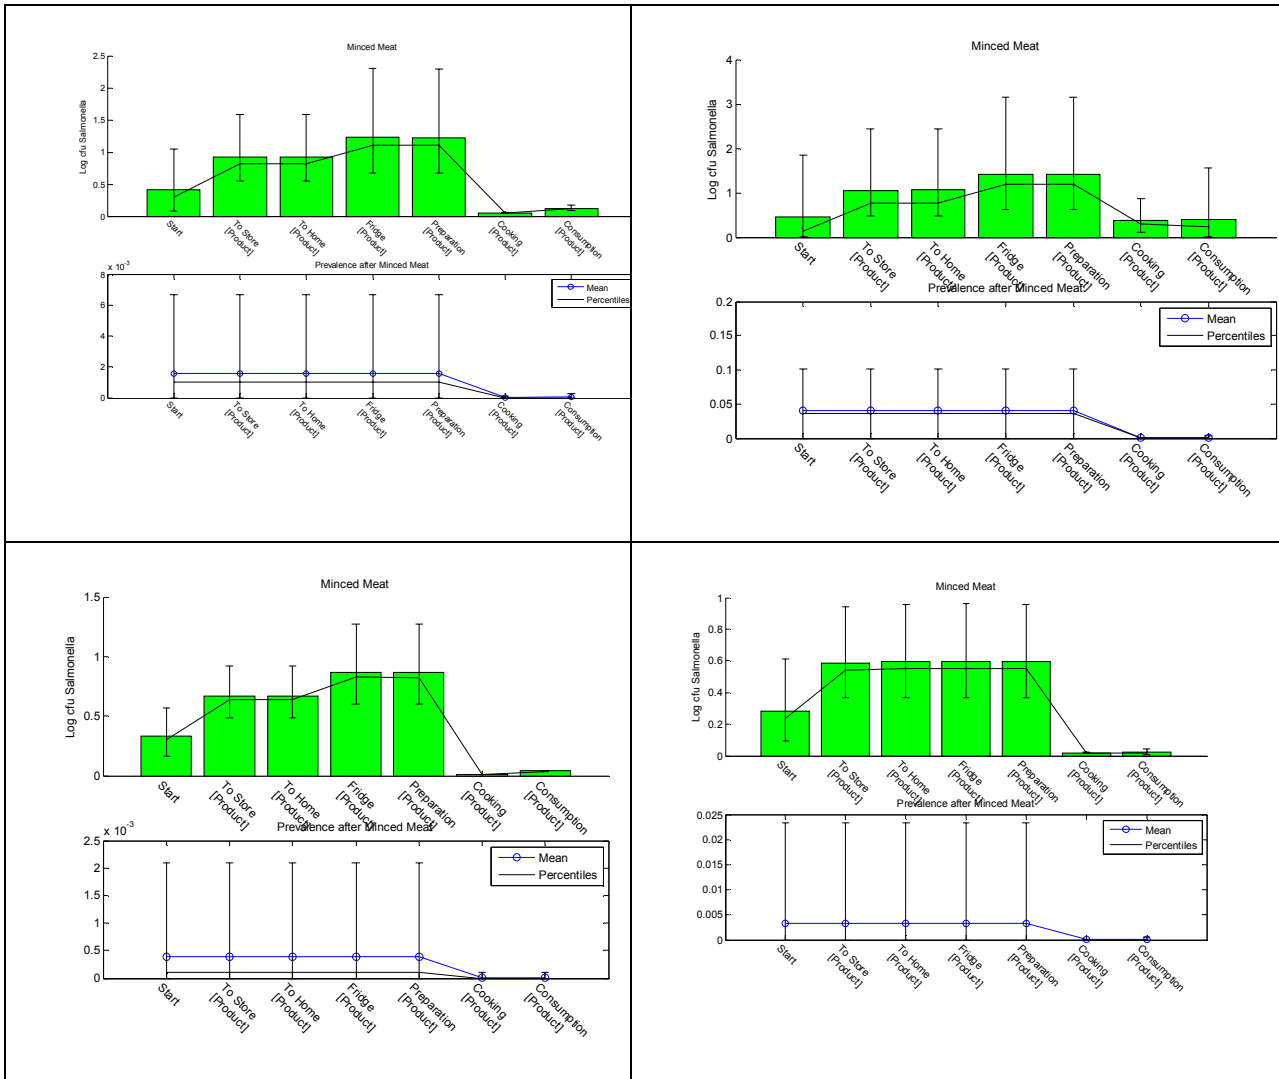 Minced Meat
2.5
2
1.5
1
0.5
0
Log cfu Salmonella
Start
To Store
[Product]
To Home
[Product]
Fridge
[Product]
Preparation
[Product]
Cooking
[Product]
Consumption
[Product]
x 10-3
Prevalence after Minced Meat
8
6
4
2
0
Mean
Percentiles
Start
To Store
[Product]
To Home
[Product]
Fridge
[Product]
Preparation
[Product]
Cooking
[Product]
Consumption
[Product]
Minced Meat
4
3
2
1
0
Log cfu Salmonella
Start
To Store
[Product]
To Home
[Product]
Fridge
[Product]
Preparation
[Product]
Cooking
[Product]
Consumption
[Product]
Prevalence after Minced Meat
0.2
0.15
0.1
0.05
0
Mean
Percentiles
Start
To Store
[Product]
To Home
[Product]
Fridge
[Product]
Preparation
[Product]
Cooking
[Product]
Consumption
[Product]
Minced Meat
1.5
1
0.5
0
Log cfu Salmonella
Start
To Store
[Product]
To Home
[Product]
Fridge
[Product]
Preparation
[Product]
Cooking
[Product]
Consumption
[Product]
x 10-3
Prevalence after Minced Meat
2.5
2
1.5
1
0.5
0
Mean
Percentiles
Start
To Store
[Product]
To Home
[Product]
Fridge
[Product]
Preparation
[Product]
Cooking
[Product]
Consumption
[Product]
Minced Meat
1
0.8
0.6
0.4
0.2
0
Log cfu Salmonella
Start
To Store
[Product]
To Home
[Product]
Fridge
[Product]
Preparation
[Product]
Cooking
[Product]
Consumption
[Product]
Prevalence after Minced Meat
0.025
0.02
0.015
0.01
0.005
0
Mean
Percentiles
Start
To Store
[Product]
To Home
[Product]
Fridge
[Product]
Preparation
[Product]
Cooking
[Product]
Consumption
[Product]